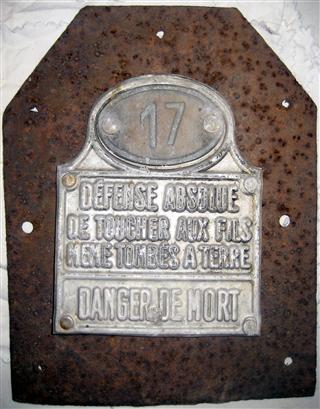 17
DÉFENSE ABSOLUE
DE TOUCHER AUX FILS
MÊME TOMBÉS A TERRE
DANGER DE MORT